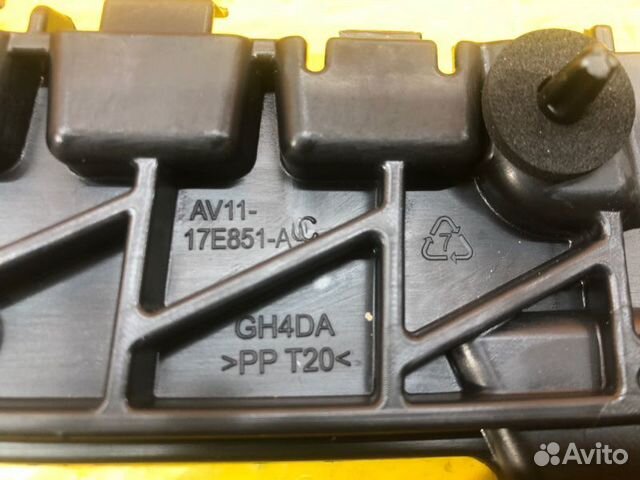 AV11-
17E851-A
7
GH4DA
>PP T20<
Avito